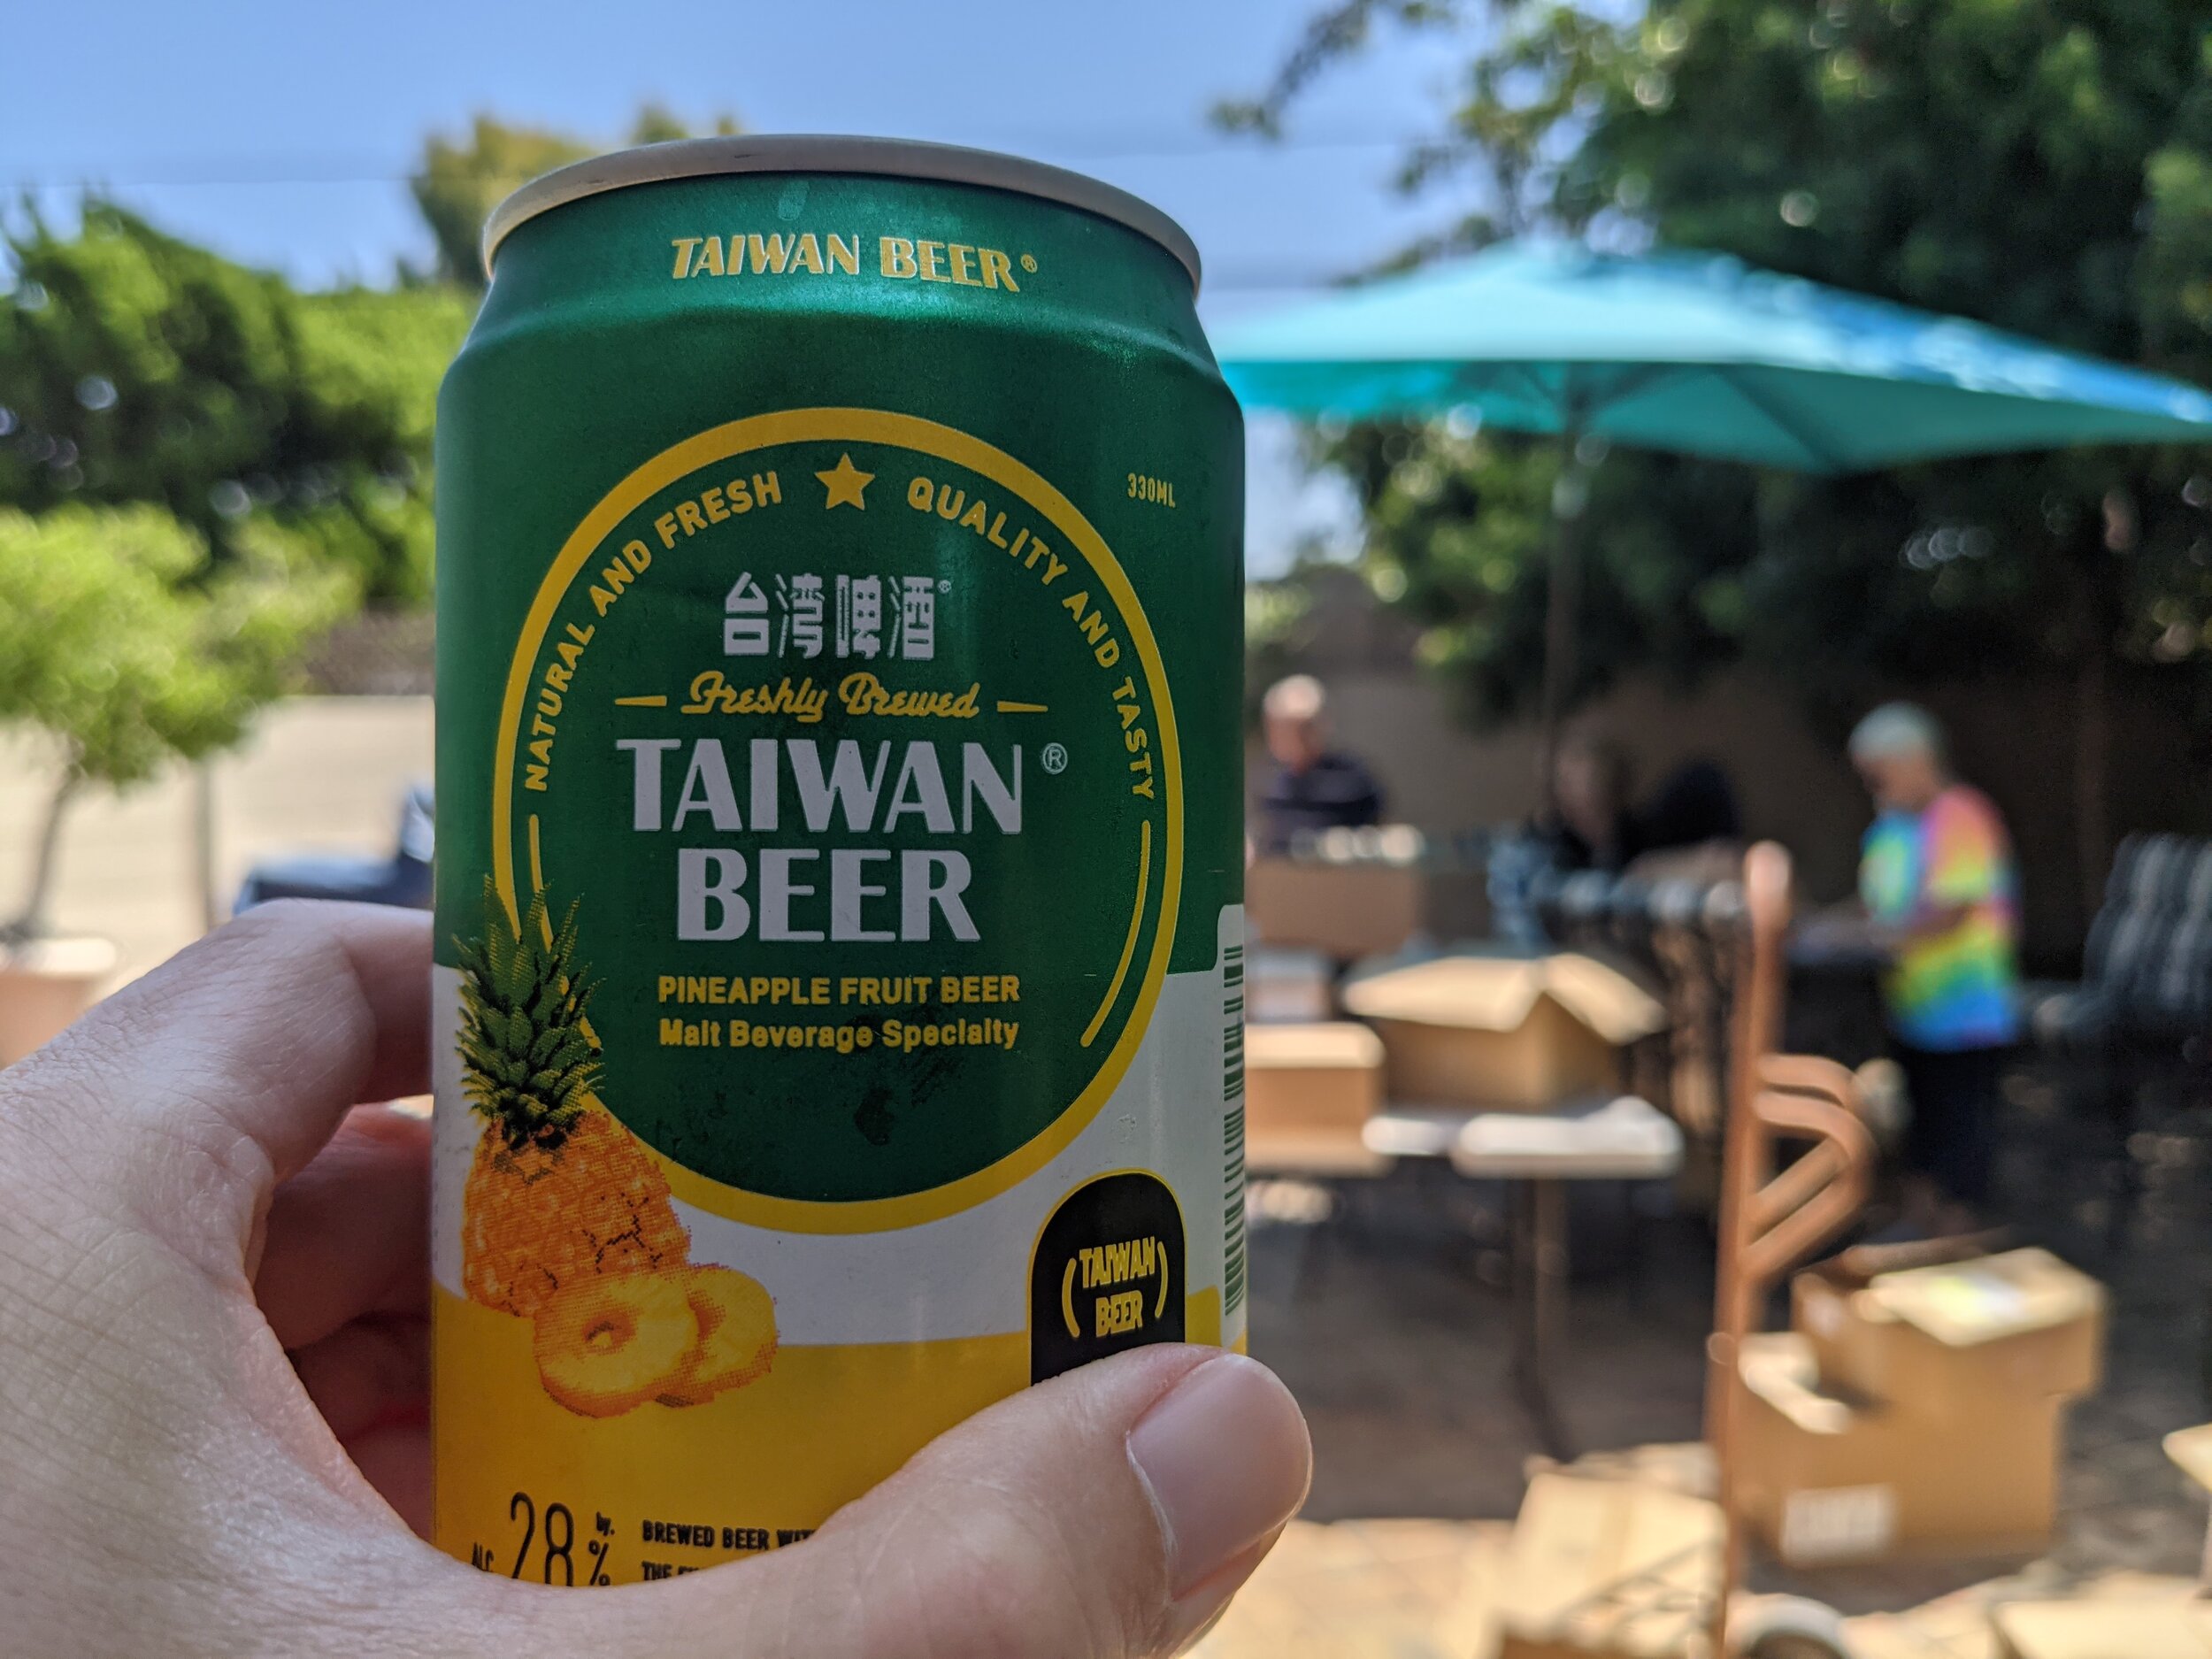 TAIWAN BEER®
330ML
NATURAL AND FRESH ★ QUALITY AND TASTY
台湾啤酒®
Freshly Brewed
TAIWAN®
BEER
PINEAPPLE FRUIT BEER
Malt Beverage Specialty
(TAIWAN
BEER)
ALC. 2.8% by.
BREWED BEER
THE